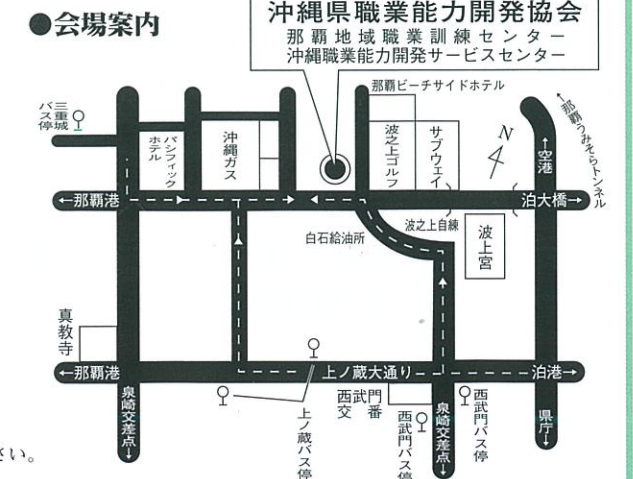 ●会場案内
沖縄県職業能力開発協会
那覇地域職業訓練センター
沖縄職業能力開発サービスセンター
三重城
バス停
パシフィック
ホテル
沖縄ガス
那覇ビーチサイドホテル
波之上ゴルフ
サブウェイ
N
↑空港
↑那覇うみそらトンネル
←那覇港
泊大橋→
白石給油所
波之上自練
波上宮
真教寺
←那覇港
上ノ蔵大通り
泊港→
泉崎交差点→
上ノ蔵バス停
西武門
交番
西武門バス停
泉崎交差点→
西武門バス停
県庁→
さい。